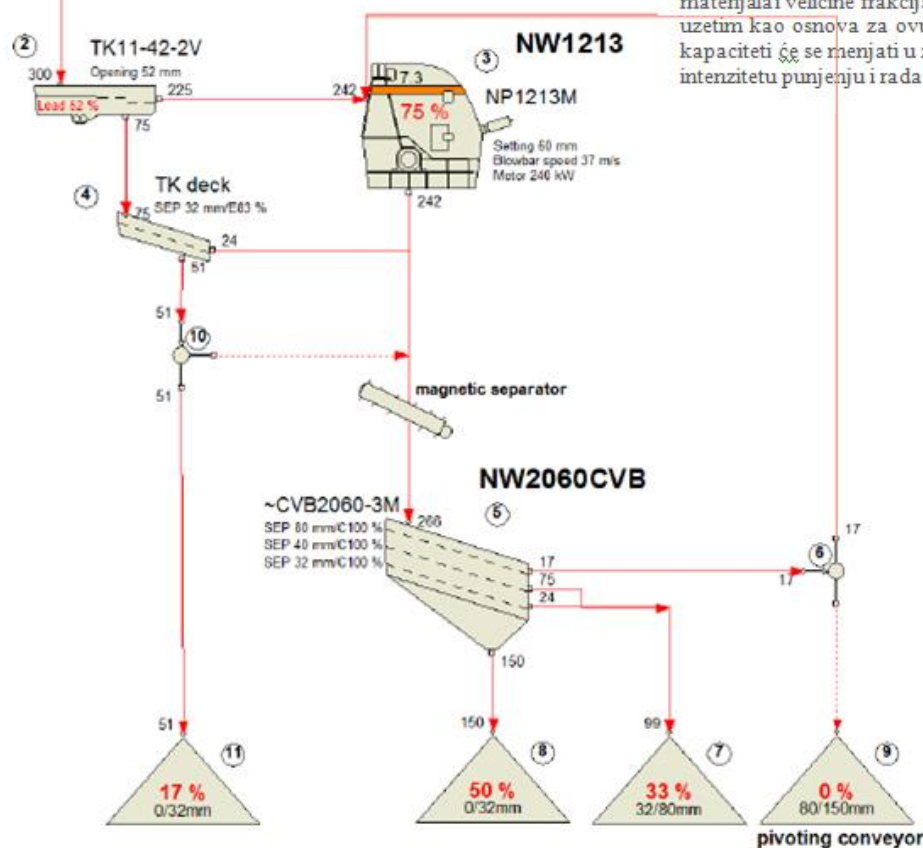 materijala i veličine frakcija
uzetim kao osnova za ovu
kapaciteti će se menjati u z
intenzitetu punjenju i rada
2
TK11-42-2V
Opening 52 mm
300
Load 52 %
225
75
242
3
NW1213
7.3
75 %
NP1213M
Setting 60 mm
Blowbar speed 37 m/s
Motor 240 kW
242
4
TK deck
75
SEP 32 mm/E83 %
24
51
51
10
51
magnetic separator
NW2060CVB
~CVB2060-3M
266
5
SEP 80 mm/C100 %
SEP 40 mm/C100 %
SEP 32 mm/C100 %
17
75
24
17
6
17
150
51
11
150
8
99
7
9
17 %
0/32mm
50 %
0/32mm
33 %
32/80mm
0 %
80/150mm
pivoting conveyor